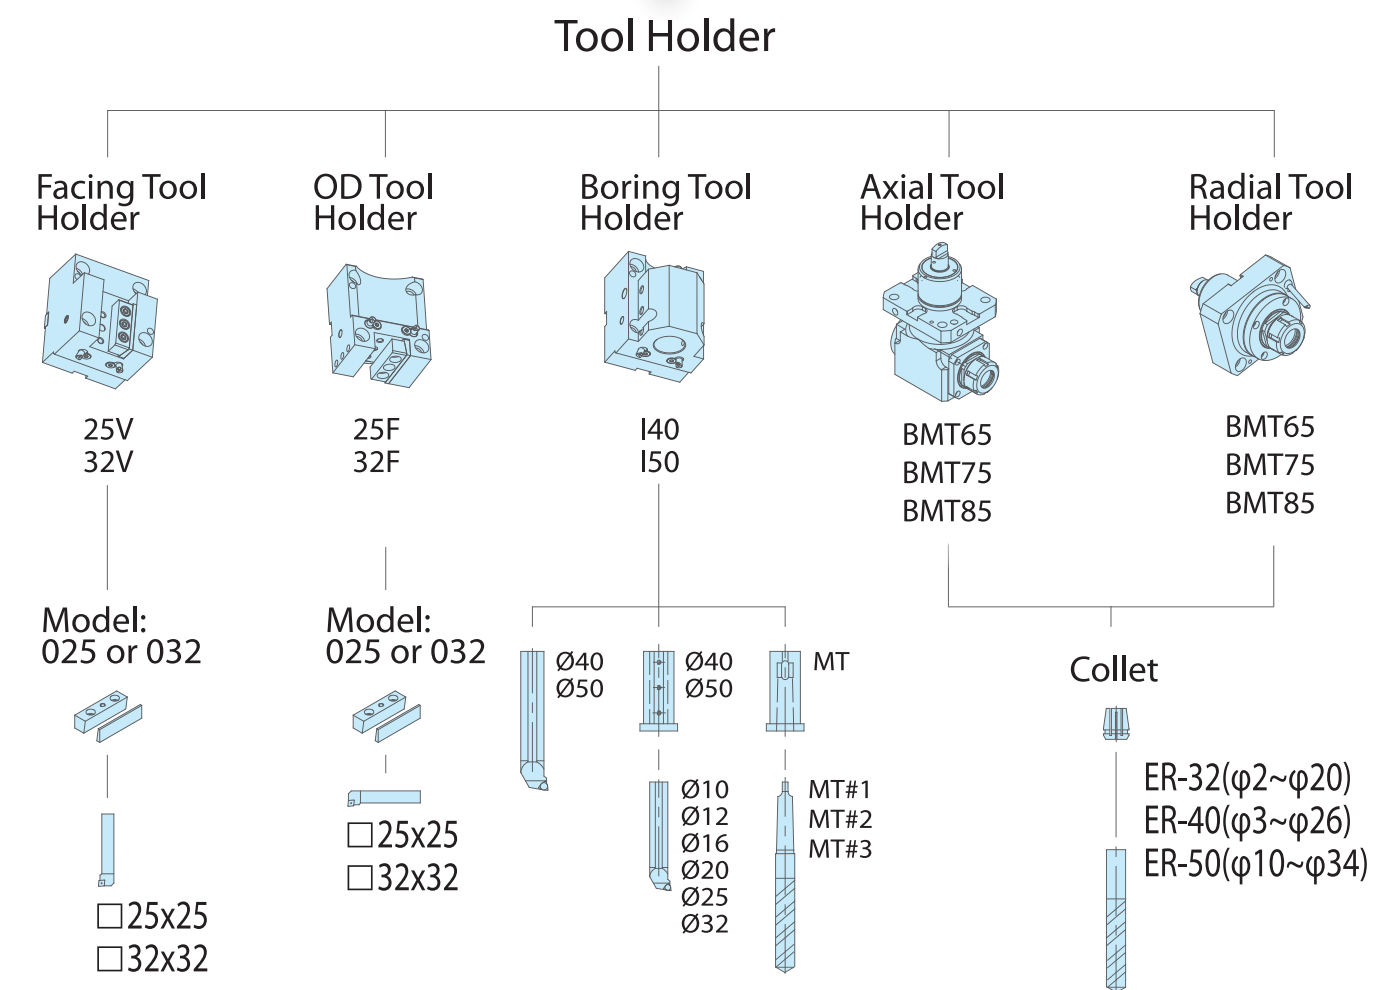 Tool Holder
Facing Tool
Holder
25V
32V
Model:
025 or 032
□25x25
□32x32
OD Tool
Holder
25F
32F
Model:
025 or 032
□25x25
□32x32
Boring Tool
Holder
I40
I50
Ø40
Ø50
Ø40
Ø50
Ø10
Ø12
Ø16
Ø20
Ø25
Ø32
MT
MT#1
MT#2
MT#3
Axial Tool
Holder
BMT65
BMT75
BMT85
Radial Tool
Holder
BMT65
BMT75
BMT85
Collet
ER-32(φ2~φ20)
ER-40(φ3~φ26)
ER-50(φ10~φ34)